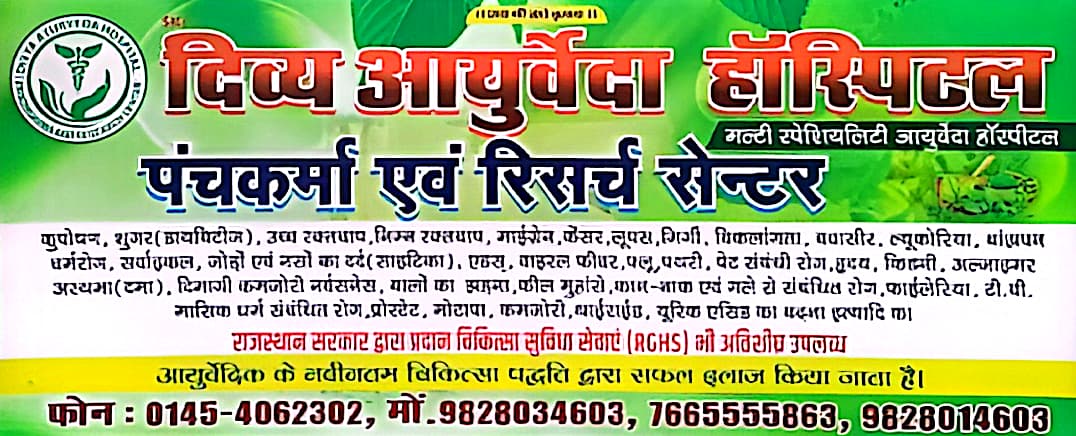 दिव्य आयुर्वेदा हॉस्पिटल
मल्टी स्पेशियलिटी आयुर्वेदा हॉस्पीटल
पंचकर्मा एवं रिसर्च सेन्टर
कुपोषन, शुगर(डायबिटीज), उच्च रक्तचाप,निम्न रक्तचाप, माईग्रेन,कैंसर,लूपस,मिर्गी, विकलांगता, बवासीर, ल्यूकोरिया, बांझपन
चर्मरोग, सर्वाइकल, जोड़ों एवं नसों का दर्द(साइटिका), एड्स, वाइरल फीवर,फ्लू,पथरी, पेट संबंधी रोग,हृदय, किडनी, अल्जाइमर
अस्थमा(दमा), दिमागी कमजोरी नर्वसनेस, बालों का झड़ना,कील मुहांसे,कान-नाक एवं गले से संबंधित रोग,फाईलेरिया, टी.बी.
मासिक धर्म संबंधित रोग,प्रोस्टेट, मोटापा, कमजोरी,थाईराईड, यूरिक एसिड का बढना इत्यादि का
राजस्थान सरकार द्वारा प्रदान चिकित्सा सुविधा सेवाएं (RGHS) भी अतिशीघ्र उपलब्ध
आयुर्वेदिक के नवीनतम चिकित्सा पद्धति द्वारा सफल इलाज किया जाता है।
फोन : 0145-4062302, मों.9828034603, 7665555863, 9828014603